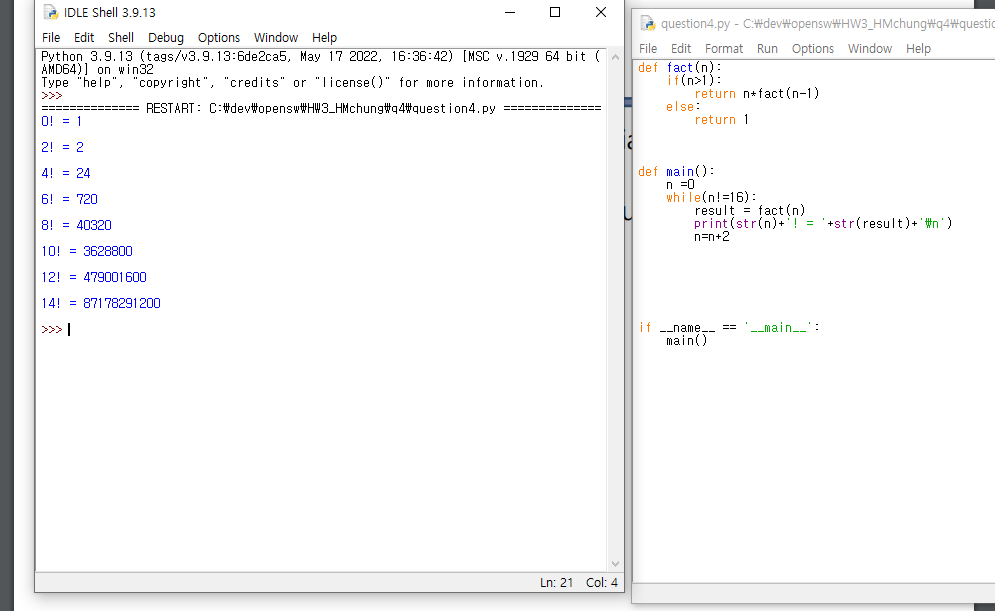 IDLE Shell 3.9.13
File Edit Shell Debug Options Window Help
Python 3.9.13 (tags/v3.9.13:6de2ca5, May 17 2022, 16:36:42) [MSC v.1929 64 bit (
AMD64)] on win32
Type "help", "copyright", "credits" or "license()" for more information.
>>>
============== RESTART: C:₩dev₩opensw₩HW3_HMchung₩q4₩question4.py ==============
0! = 1
2! = 2
4! = 24
6! = 720
8! = 40320
10! = 3628800
12! = 479001600
14! = 87178291200
>>>
Ln: 21 Col: 4
question4.py - C:₩dev₩opensw₩HW3_HMchung₩q4₩questio
File Edit Format Run Options Window Help
def fact(n):
    if(n>1):
        return n*fact(n-1)
    else:
        return 1
def main():
    n =0
    while(n!=16):
        result = fact(n)
        print(str(n)+'! = '+str(result)+'₩n')
        n=n+2
if __name__ == '__main__':
    main()